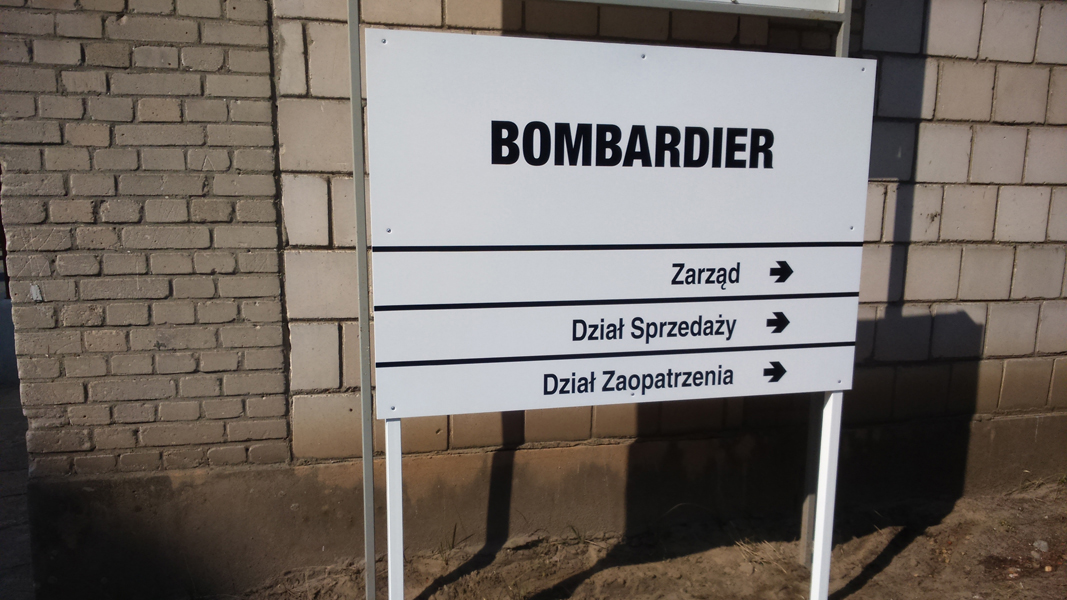 BOMBARDIER
Zarząd
Dział Sprzedaży
Dział Zaopatrzenia